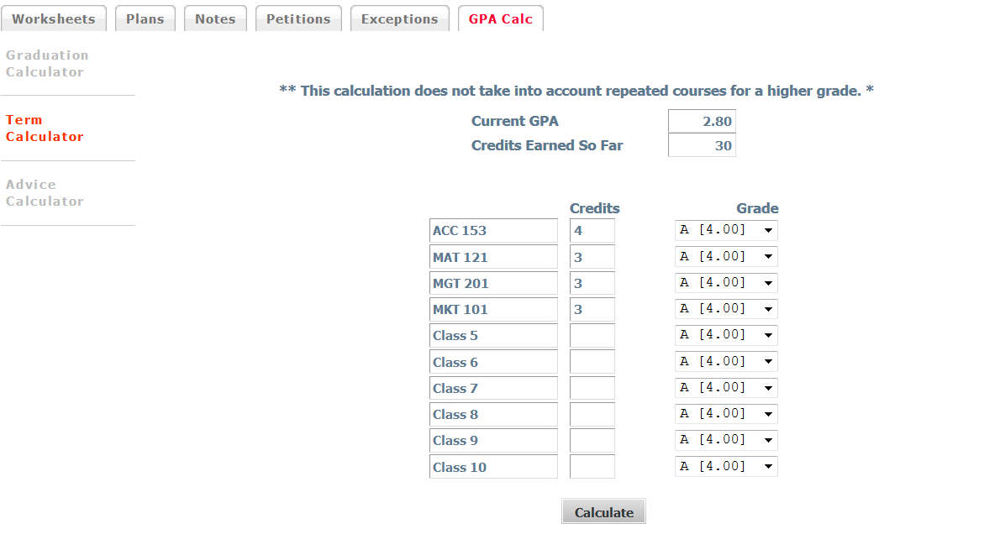 Worksheets Plans Notes Petitions Exceptions GPA Calc
Graduation
Calculator
Term
Calculator
Advice
Calculator
** This calculation does not take into account repeated courses for a higher grade. *
Current GPA 2.80
Credits Earned So Far 30
Credits Grade
ACC 153 4 A [4.00]
MAT 121 3 A [4.00]
MGT 201 3 A [4.00]
MKT 101 3 A [4.00]
Class 5 A [4.00]
Class 6 A [4.00]
Class 7 A [4.00]
Class 8 A [4.00]
Class 9 A [4.00]
Class 10 A [4.00]
Calculate